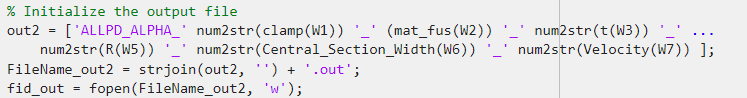 % Initialize the output file
out2 = ['ALLPD_ALPHA_' num2str(clamp(W1)) '_' (mat_fus(W2)) '_' num2str(t(W3)) '_' ...
num2str(R(W5)) '_' num2str(Central_Section_Width(W6)) '_' num2str(Velocity(W7)) ];
FileName_out2 = strjoin(out2, '') + '.out';
fid_out = fopen(FileName_out2, 'w');